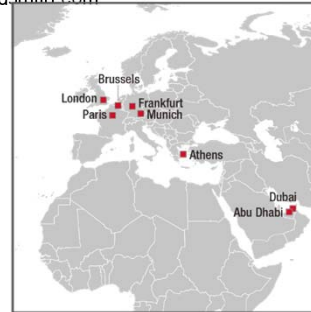 Brussels
London
Frankfurt
Paris
Munich
Athens
Dubai
Abu Dhabi